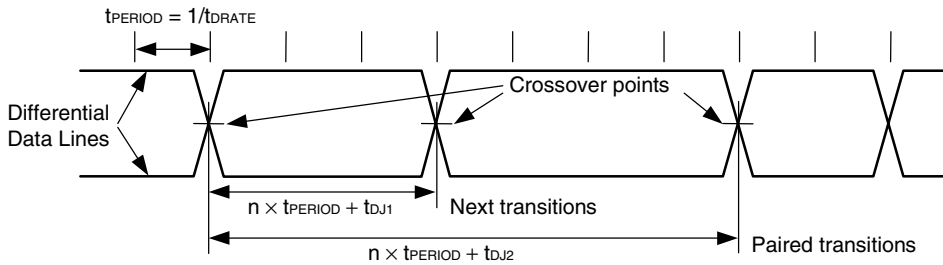 tPERIOD = 1/tDRATE
Differential
Data Lines
Crossover points
n × tPERIOD + tDJ1
Next transitions
n × tPERIOD + tDJ2
Paired transitions